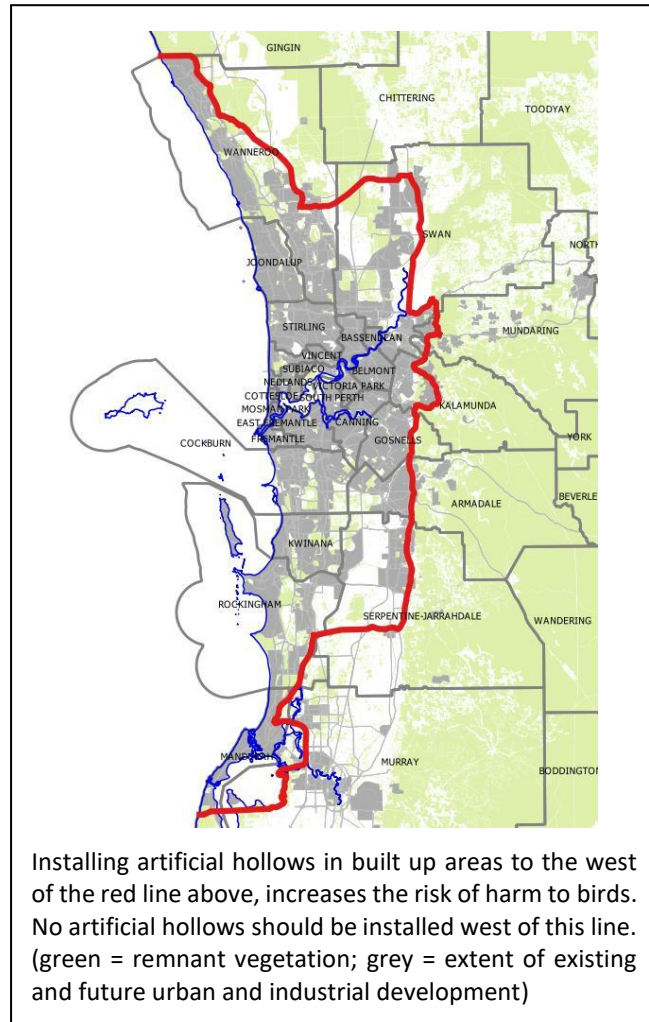 GINGIN
CHITTERING
TOODYAY
WANNEROO
SWAN
NORTH
JOONDALUP
STIRLING
BASSENDEAN
MUNDARING
VINCENT
SUBIACO
BELMONT
NEDLANDS
VICTORIA PARK
COTTESLOE
SOUTH PERTH
MOSMAN PARK
KALAMUNDA
EAST FREMANTLE
CANNING
COCKBURN
FREMANTLE
GOSNELLS
YORK
ARMADALE
BEVERLE
KWINANA
ROCKINGHAM
SERPENTINE-JARRAHDALE
WANDERING
MANDURAH
MURRAY
BODDINGTON
Installing artificial hollows in built up areas to the west
of the red line above, increases the risk of harm to birds.
No artificial hollows should be installed west of this line.
(green = remnant vegetation; grey = extent of existing
and future urban and industrial development)